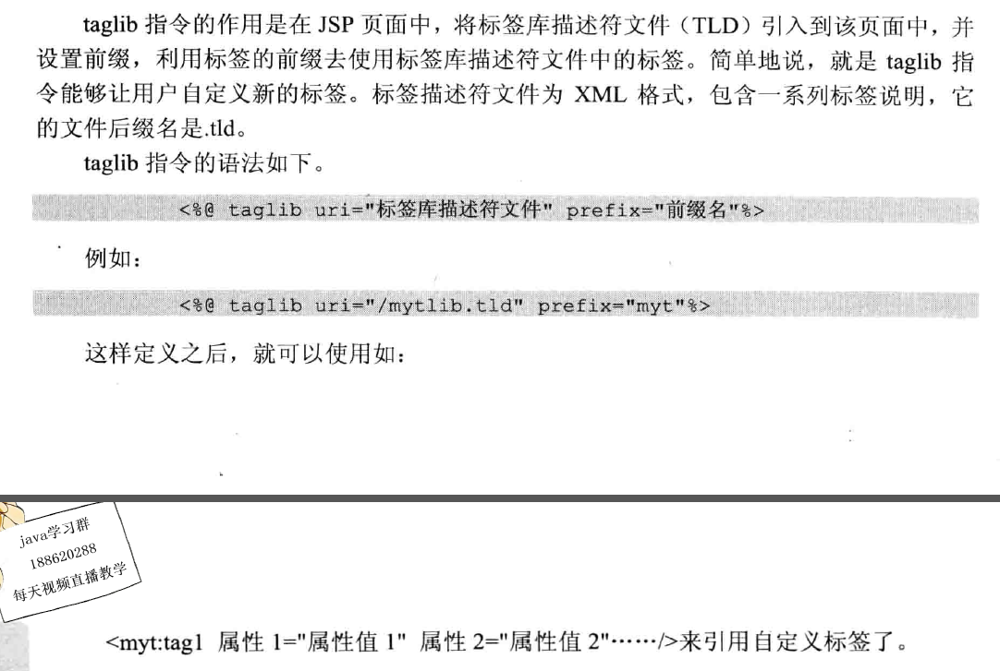 taglib 指令的作用是在 JSP 页面中，将标签库描述符文件（TLD）引入到该页面中，并
设置前缀，利用标签的前缀去使用标签库描述符文件中的标签。简单地说，就是 taglib 指
令能够让用户自定义新的标签。标签描述符文件为 XML 格式，包含一系列标签说明，它
的文件后缀名是.tld。
taglib 指令的语法如下。
<%@ taglib uri="标签库描述符文件" prefix="前缀名"%>
例如：
<%@ taglib uri="/mytlib.tld" prefix="myt"%>
这样定义之后，就可以使用如：
java学习群
188620288
每天视频直播教学
<myt:tag1 属性 1="属性值 1" 属性 2="属性值 2"……/>来引用自定义标签了。